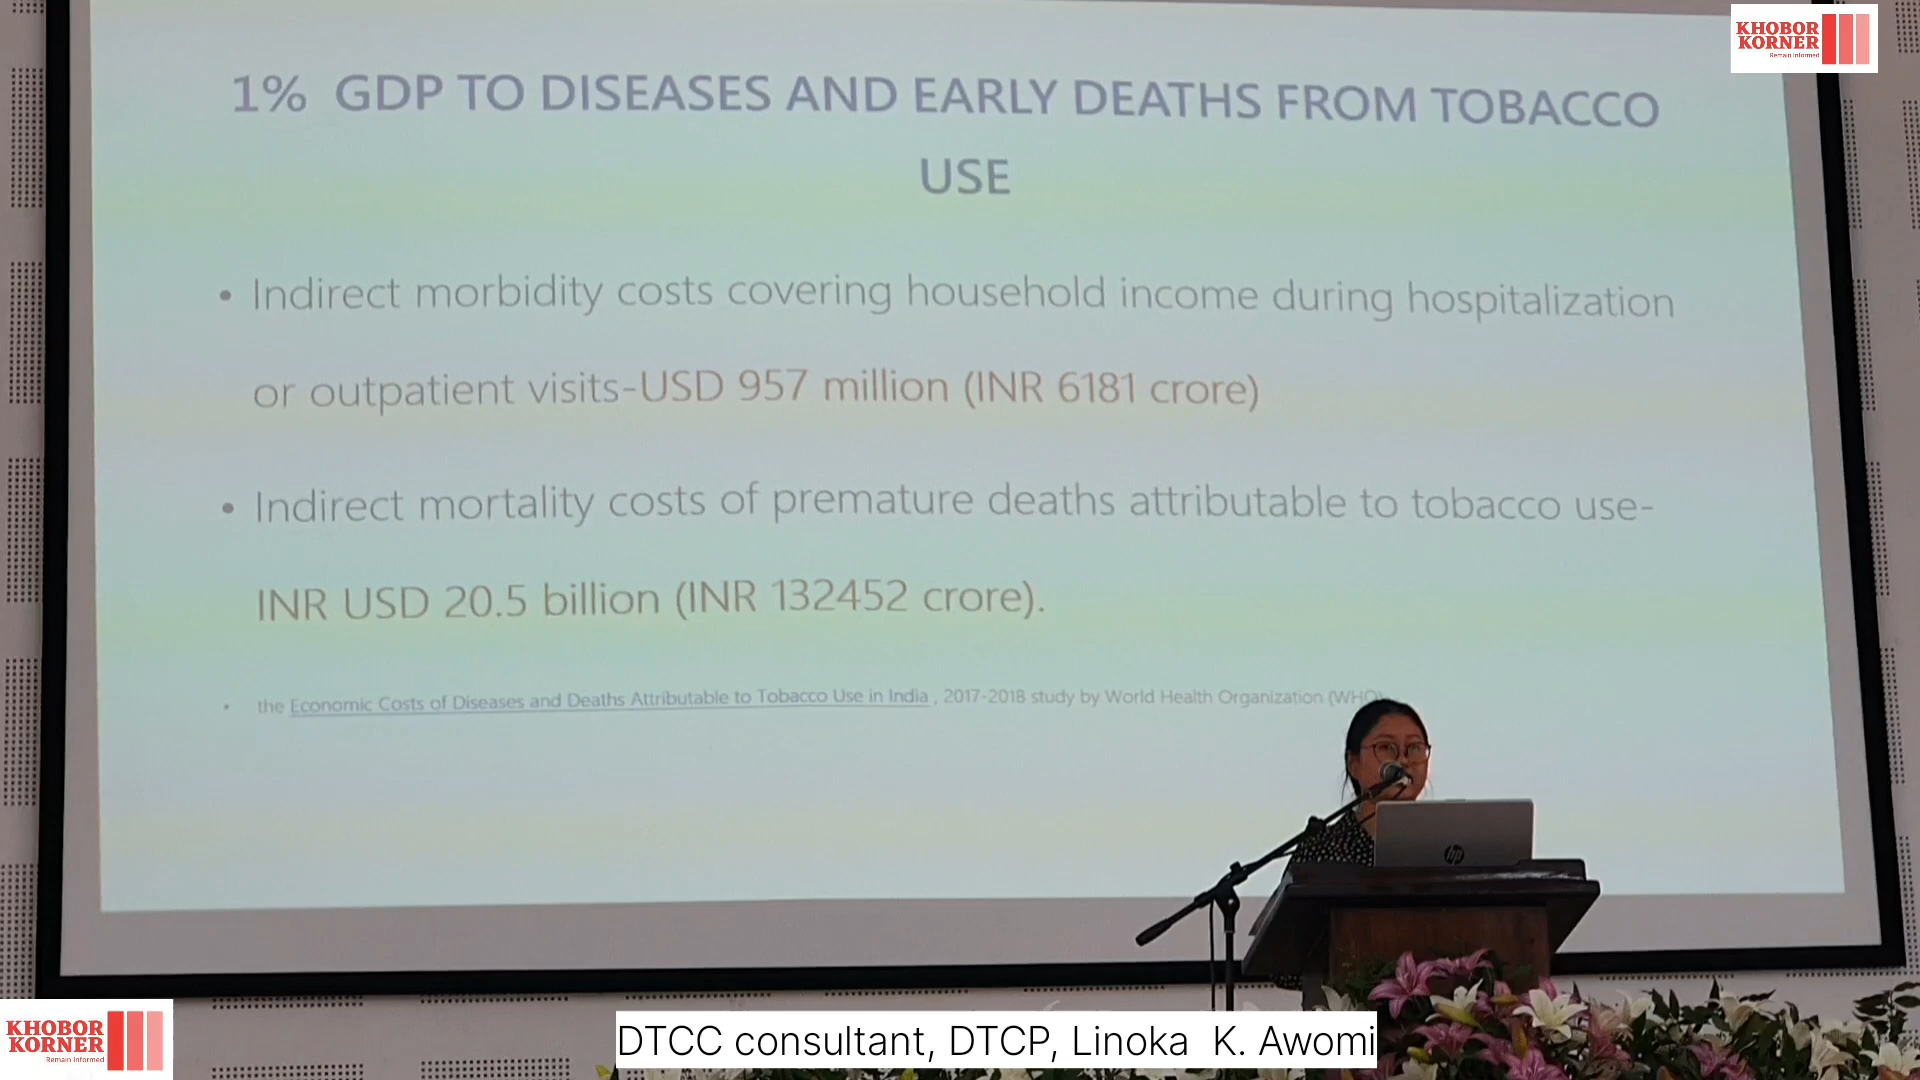 KHOBOR
KORNER
Remain Informed
1% GDP TO DISEASES AND EARLY DEATHS FROM TOBACCO
USE
• Indirect morbidity costs covering household income during hospitalization
or outpatient visits-USD 957 million (INR 6181 crore)
• Indirect mortality costs of premature deaths attributable to tobacco use-
INR USD 20.5 billion (INR 132452 crore).
• the Economic Costs of Diseases and Deaths Attributable to Tobacco Use in India , 2017-2018 study by World Health Organization (WHO)
hp
KHOBOR
KORNER
Remain Informed
DTCC consultant, DTCP, Linoka K. Awomi